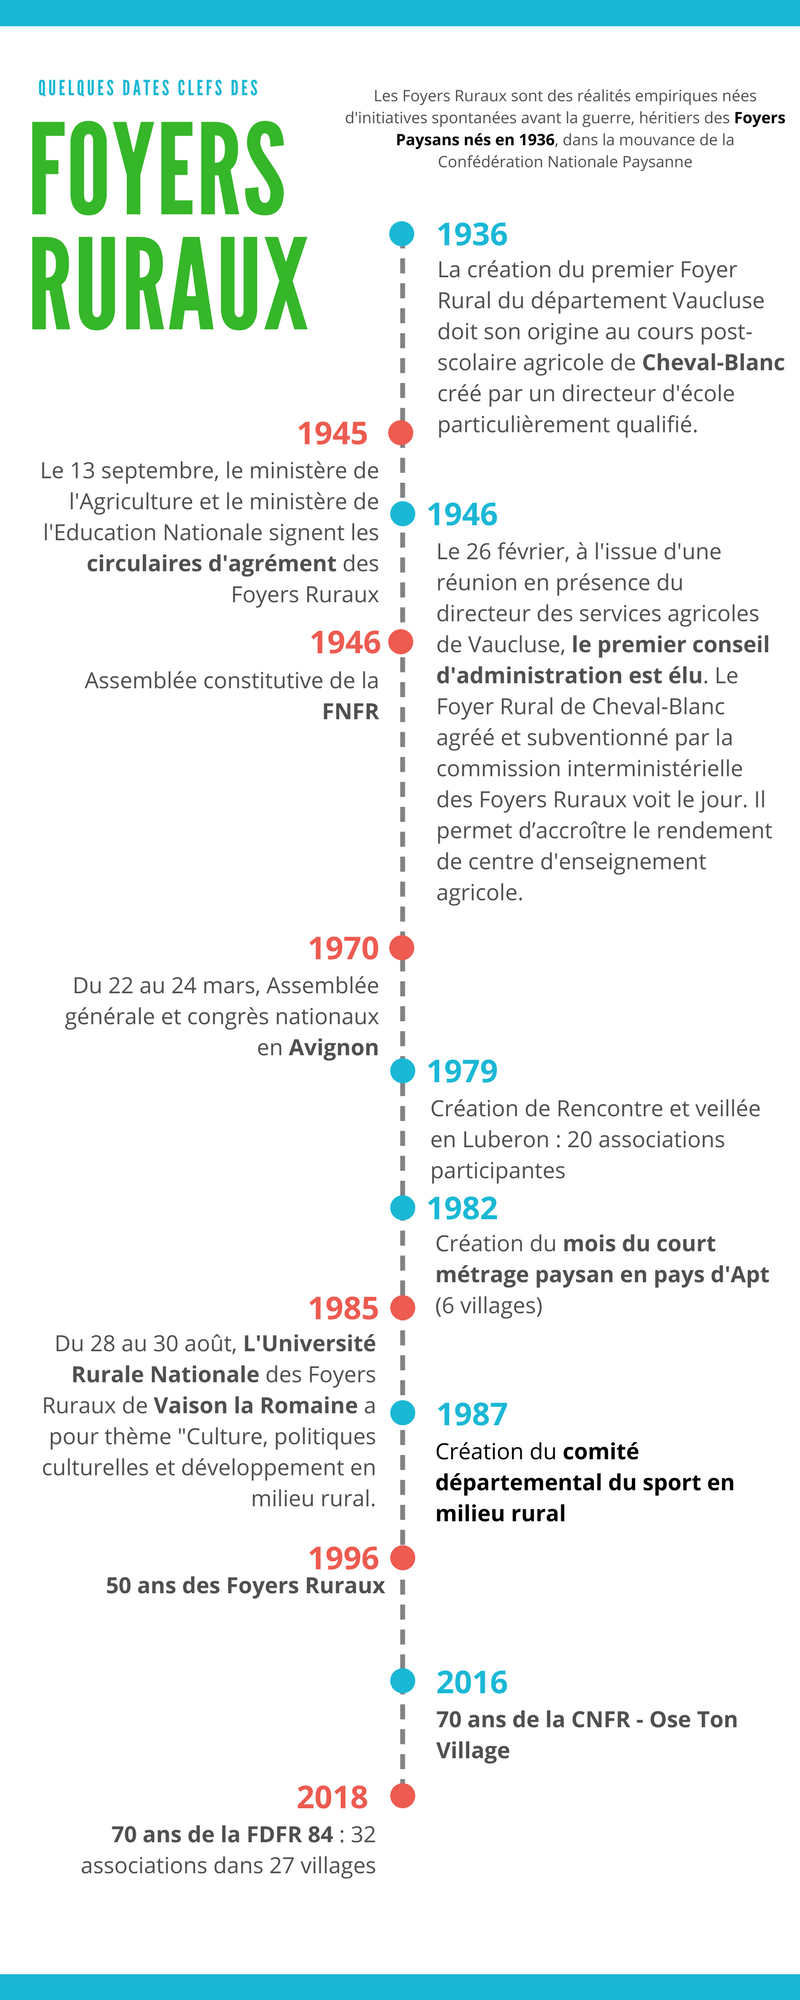 QUELQUES DATES CLEFS DES
FOYERS
RURAUX
Les Foyers Ruraux sont des réalités empiriques nées
d'initiatives spontanées avant la guerre, héritiers des Foyers
Paysans nés en 1936, dans la mouvance de la
Confédération Nationale Paysanne
1936
La création du premier Foyer
Rural du département Vaucluse
doit son origine au cours post-
scolaire agricole de Cheval-Blanc
créé par un directeur d'école
particulièrement qualifié.
1945
Le 13 septembre, le ministère de
l'Agriculture et le ministère de
l'Education Nationale signent les
circulaires d'agrément des
Foyers Ruraux
1946
Le 26 février, à l'issue d'une
réunion en présence du
directeur des services agricoles
de Vaucluse, le premier conseil
d'administration est élu. Le
Foyer Rural de Cheval-Blanc
agréé et subventionné par la
commission interministérielle
des Foyers Ruraux voit le jour. Il
permet d’accroître le rendement
de centre d'enseignement
agricole.
1946
Assemblée constitutive de la
FNFR
1970
Du 22 au 24 mars, Assemblée
générale et congrès nationaux
en Avignon
1979
Création de Rencontre et veillée
en Luberon : 20 associations
participantes
1982
Création du mois du court
métrage paysan en pays d'Apt
(6 villages)
1985
Du 28 au 30 août, L'Université
Rurale Nationale des Foyers
Ruraux de Vaison la Romaine a
pour thème "Culture, politiques
culturelles et développement en
milieu rural.
1987
Création du comité
départemental du sport en
milieu rural
1996
50 ans des Foyers Ruraux
2016
70 ans de la CNFR - Ose Ton
Village
2018
70 ans de la FDFR 84 : 32
associations dans 27 villages